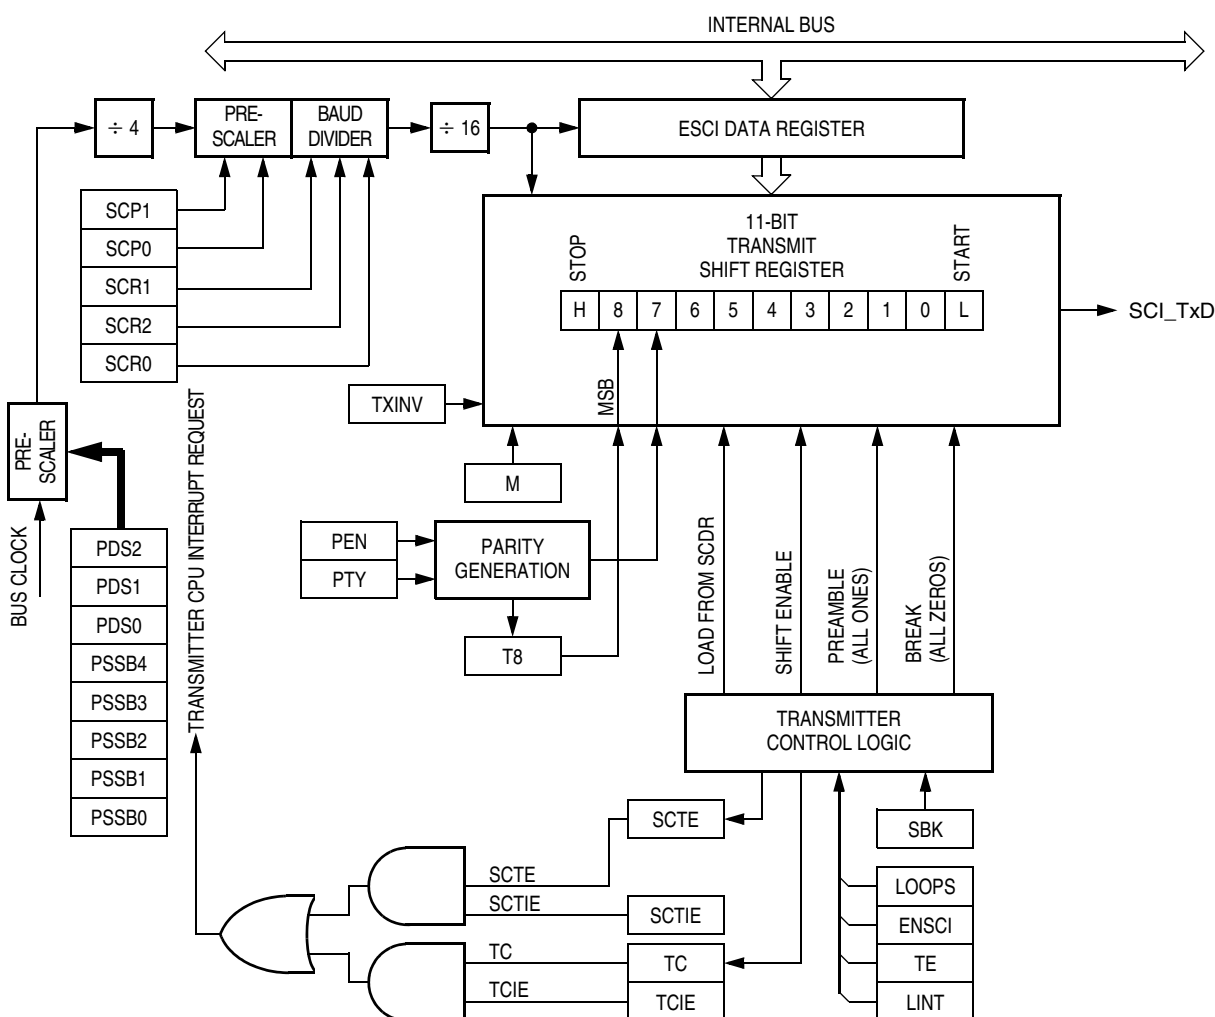 INTERNAL BUS
÷ 4
PRE-
SCALER
BAUD
DIVIDER
÷ 16
ESCI DATA REGISTER
SCP1
SCP0
SCR1
SCR2
SCR0
11-BIT
TRANSMIT
SHIFT REGISTER
STOP
START
H 8 7 6 5 4 3 2 1 0 L
SCI_TxD
MSB
TXINV
M
PRE-
SCALER
BUS CLOCK
PDS2
PDS1
PDS0
PSSB4
PSSB3
PSSB2
PSSB1
PSSB0
TRANSMITTER CPU INTERRUPT REQUEST
PEN
PTY
PARITY
GENERATION
T8
LOAD FROM SCDR
SHIFT ENABLE
PREAMBLE
(ALL ONES)
BREAK
(ALL ZEROS)
TRANSMITTER
CONTROL LOGIC
SCTE
SBK
SCTE
SCTIE
SCTIE
LOOPS
ENSCI
TE
LINT
TC
TC
TCIE
TCIE